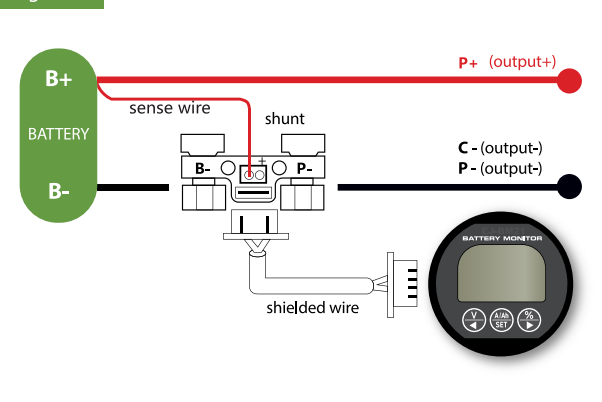 B+
P+ (output+)
sense wire
shunt
BATTERY
B-
+
P-
C - (output-)
P - (output-)
B-
BATTERY MONITOR
V
A/Ah
SET
%
shielded wire